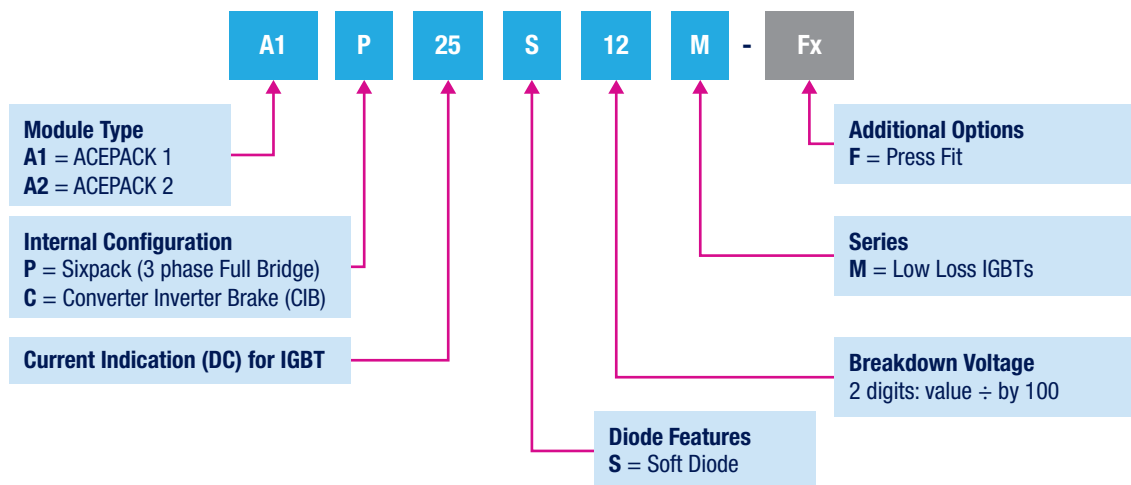 A1 P 25 S 12 M - Fx
Module Type
A1 = ACEPACK 1
A2 = ACEPACK 2
Internal Configuration
P = Sixpack (3 phase Full Bridge)
C = Converter Inverter Brake (CIB)
Current Indication (DC) for IGBT
Additional Options
F = Press Fit
Series
M = Low Loss IGBTs
Breakdown Voltage
2 digits: value ÷ by 100
Diode Features
S = Soft Diode